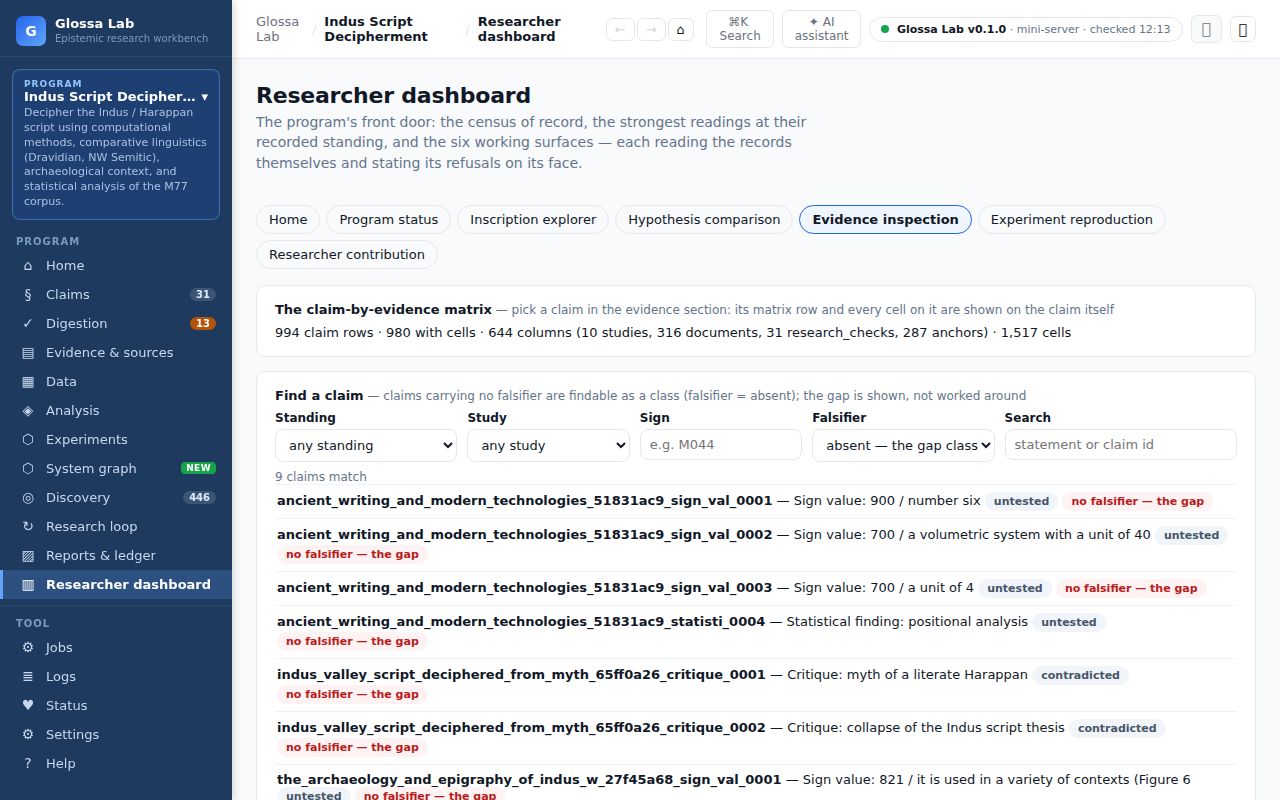 G
Glossa Lab
Epistemic research workbench
PROGRAM
Indus Script Decipher… ▾
Decipher the Indus / Harappan
script using computational
methods, comparative linguistics
(Dravidian, NW Semitic),
archaeological context, and
statistical analysis of the M77
corpus.
PROGRAM
⌂ Home
§ Claims 31
✓ Digestion 13
Evidence & sources
Data
Analysis
Experiments
System graph NEW
Discovery 446
Research loop
Reports & ledger
Researcher dashboard
TOOL
Jobs
Logs
Status
Settings
? Help
Glossa Lab / Indus Script Decipherment / Researcher dashboard
← → ⌂
⌘K Search
✦ AI assistant
Glossa Lab v0.1.0 · mini-server · checked 12:13
Researcher dashboard
The program's front door: the census of record, the strongest readings at their
recorded standing, and the six working surfaces — each reading the records
themselves and stating its refusals on its face.
Home Program status Inscription explorer Hypothesis comparison Evidence inspection Experiment reproduction
Researcher contribution
The claim-by-evidence matrix — pick a claim in the evidence section: its matrix row and every cell on it are shown on the claim itself
994 claim rows · 980 with cells · 644 columns (10 studies, 316 documents, 31 research_checks, 287 anchors) · 1,517 cells
Find a claim — claims carrying no falsifier are findable as a class (falsifier = absent); the gap is shown, not worked around
Standing Study Sign Falsifier Search
any standing any study e.g. M044 absent — the gap class statement or claim id
9 claims match
ancient_writing_and_modern_technologies_51831ac9_sign_val_0001 — Sign value: 900 / number six untested no falsifier — the gap
ancient_writing_and_modern_technologies_51831ac9_sign_val_0002 — Sign value: 700 / a volumetric system with a unit of 40 untested
no falsifier — the gap
ancient_writing_and_modern_technologies_51831ac9_sign_val_0003 — Sign value: 700 / a unit of 4 untested no falsifier — the gap
ancient_writing_and_modern_technologies_51831ac9_statisti_0004 — Statistical finding: positional analysis untested
no falsifier — the gap
indus_valley_script_deciphered_from_myth_65ff0a26_critique_0001 — Critique: myth of a literate Harappan contradicted
no falsifier — the gap
indus_valley_script_deciphered_from_myth_65ff0a26_critique_0002 — Critique: collapse of the Indus script thesis contradicted
no falsifier — the gap
the_archaeology_and_epigraphy_of_indus_w_27f45a68_sign_val_0001 — Sign value: 821 / it is used in a variety of contexts (Figure 6
untested no falsifier — the gap